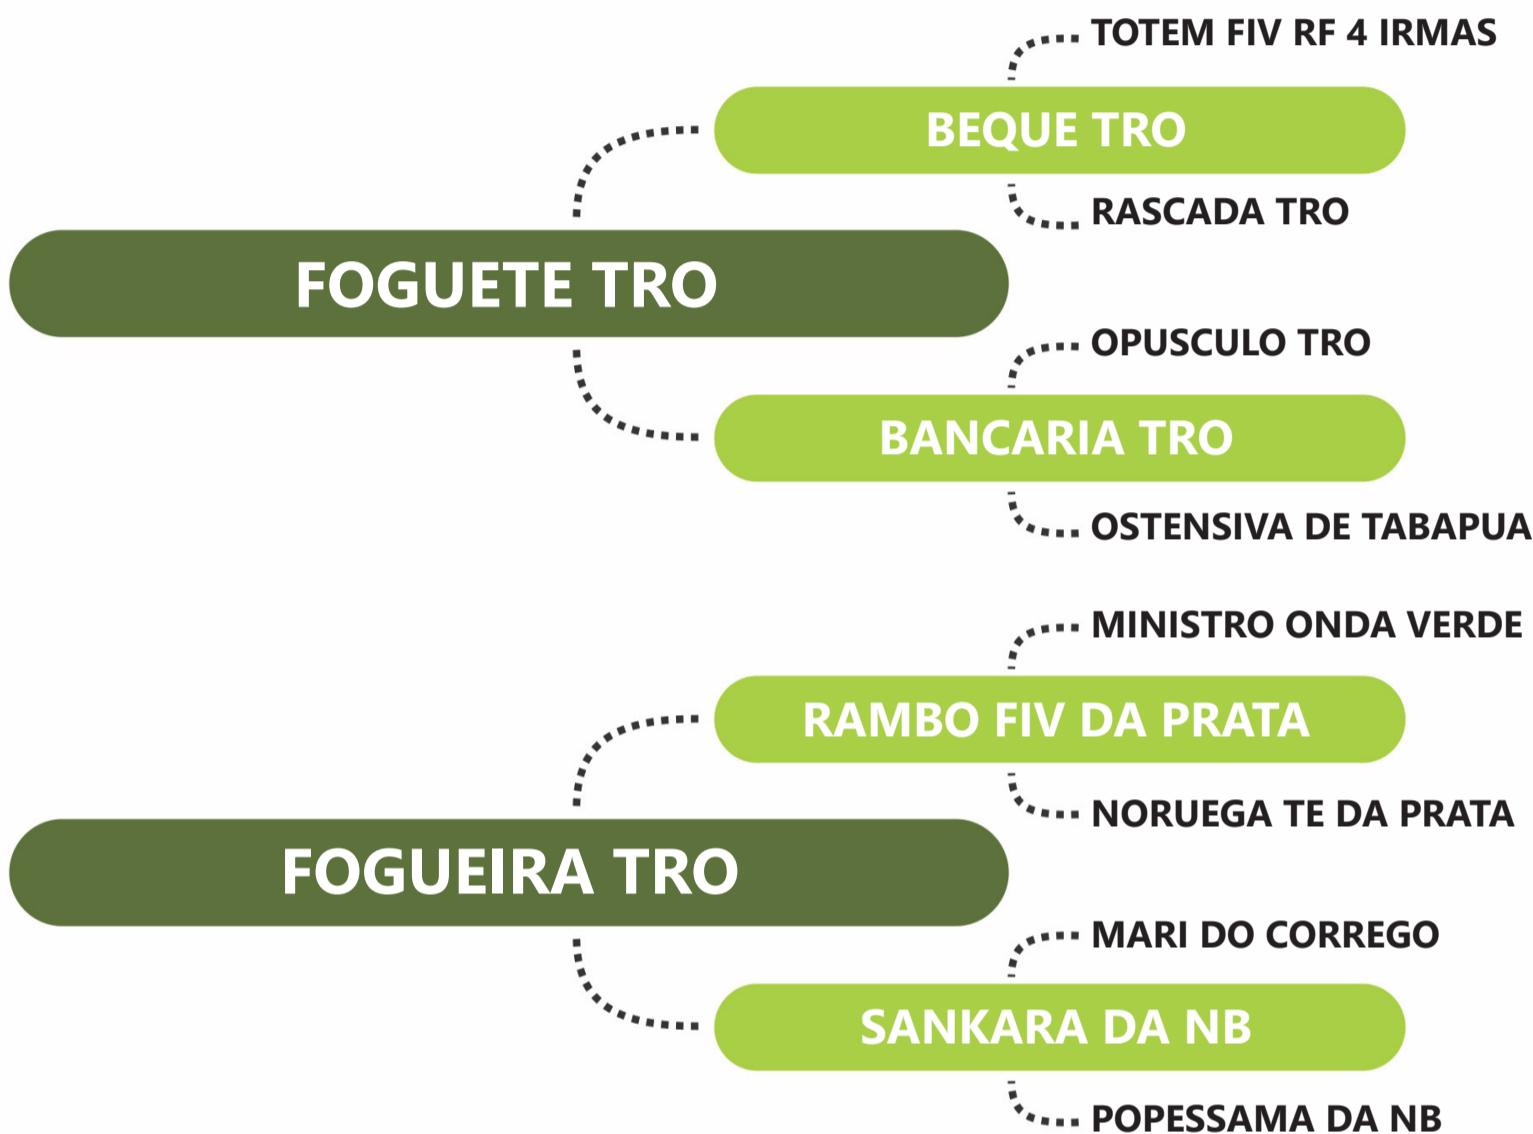 TOTEM FIV RF 4 IRMAS
BEQUE TRO
RASCADA TRO
FOGUETE TRO
OPUSCULO TRO
BANCARIA TRO
OSTENSIVA DE TABAPUA
MINISTRO ONDA VERDE
RAMBO FIV DA PRATA
NORUEGA TE DA PRATA
FOGUEIRA TRO
MARI DO CORREGO
SANKARA DA NB
POPESSAMA DA NB